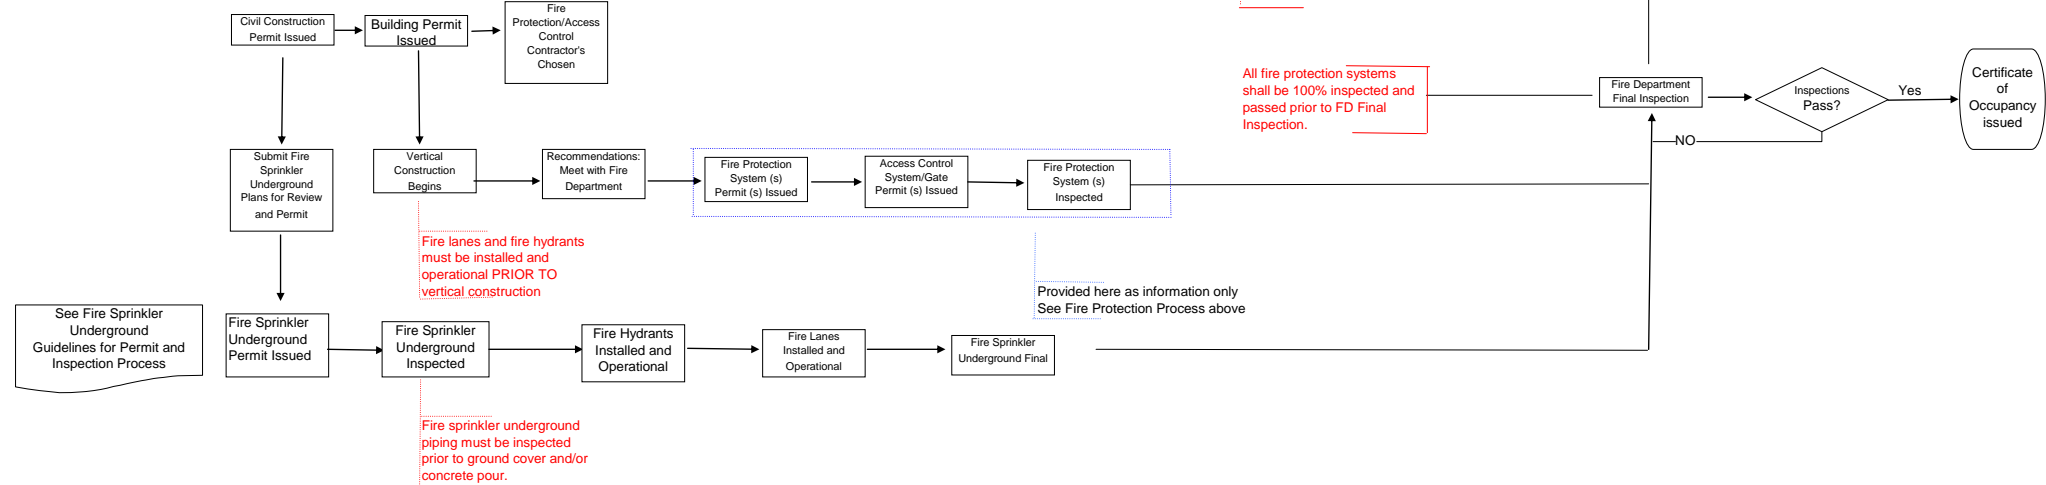 Civil Construction
Permit Issued
Building Permit
Issued
Fire
Protection/Access
Control
Contractor's
Chosen
All fire protection systems
shall be 100% inspected and
passed prior to FD Final
Inspection.
Fire Department
Final Inspection
Inspections
Pass?
Yes
NO
Certificate
of
Occupancy
issued
Submit Fire
Sprinkler
Underground
Plans for Review
and Permit
Vertical
Construction
Begins
Recommendations:
Meet with Fire
Department
Fire Protection
System (s)
Permit (s) Issued
Access Control
System/Gate
Permit (s) Issued
Fire Protection
System (s)
Inspected
Fire lanes and fire hydrants
must be installed and
operational PRIOR TO
vertical construction
Provided here as information only
See Fire Protection Process above
See Fire Sprinkler
Underground
Guidelines for Permit and
Inspection Process
Fire Sprinkler
Underground
Permit Issued
Fire Sprinkler
Underground
Inspected
Fire Hydrants
Installed and
Operational
Fire Lanes
Installed and
Operational
Fire Sprinkler
Underground Final
Fire sprinkler underground
piping must be inspected
prior to ground cover and/or
concrete pour.